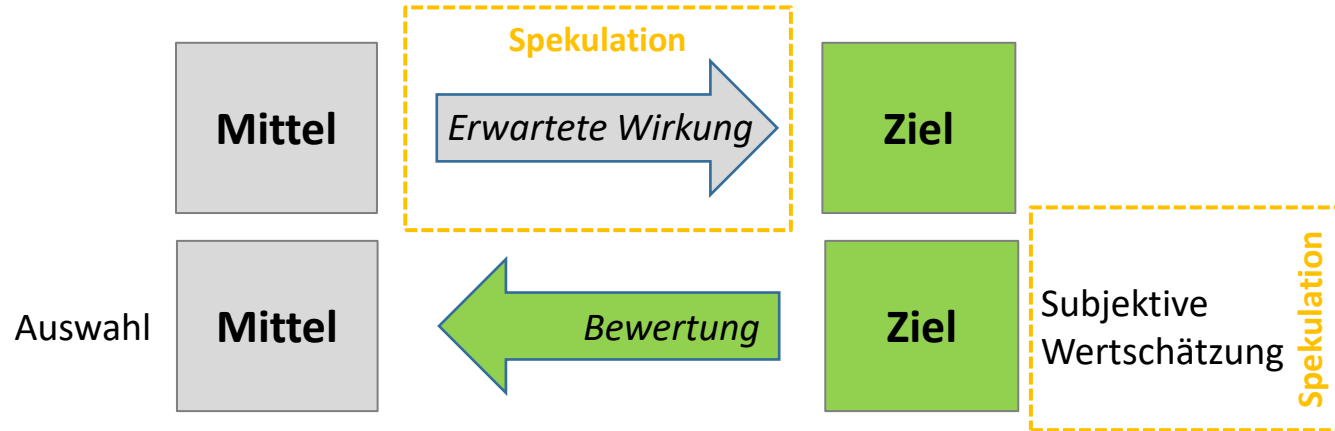 Spekulation
Mittel
Erwartete Wirkung
Ziel
Auswahl
Mittel
Bewertung
Ziel
Subjektive
Wertschätzung
Spekulation